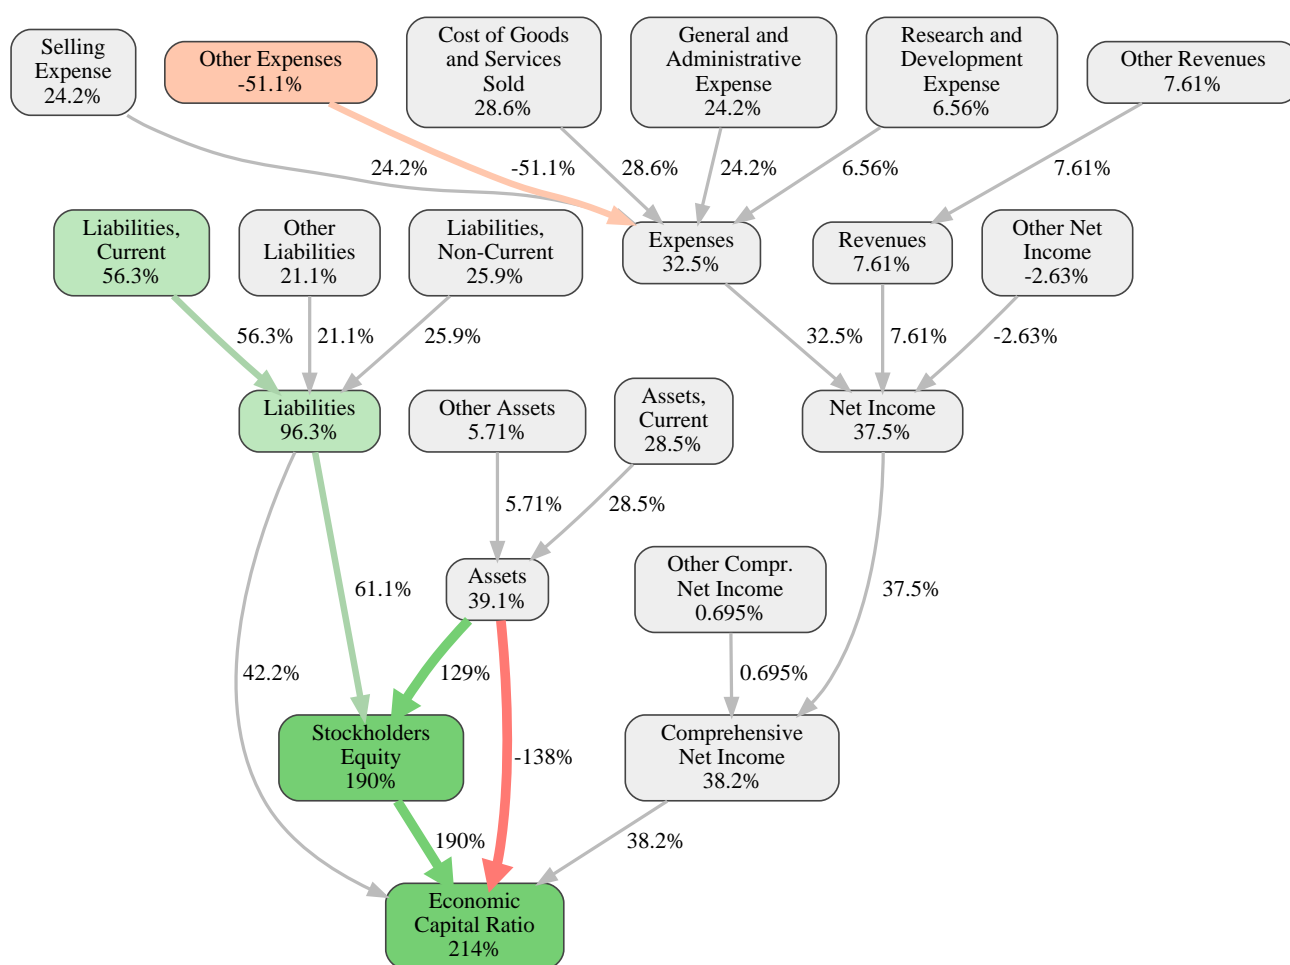 Selling
Expense
24.2%
Other Expenses
-51.1%
Cost of Goods
and Services
Sold
28.6%
General and
Administrative
Expense
24.2%
Research and
Development
Expense
6.56%
Other Revenues
7.61%
24.2%
-51.1%
28.6%
24.2%
6.56%
7.61%
Liabilities,
Current
56.3%
Other
Liabilities
21.1%
Liabilities,
Non-Current
25.9%
Expenses
32.5%
Revenues
7.61%
Other Net
Income
-2.63%
56.3%
21.1%
25.9%
32.5%
7.61%
-2.63%
Liabilities
96.3%
Other Assets
5.71%
Assets,
Current
28.5%
Net Income
37.5%
5.71%
28.5%
Assets
39.1%
Other Compr.
Net Income
0.695%
61.1%
37.5%
42.2%
129%
0.695%
Stockholders
Equity
190%
-138%
Comprehensive
Net Income
38.2%
190%
38.2%
Economic
Capital Ratio
214%